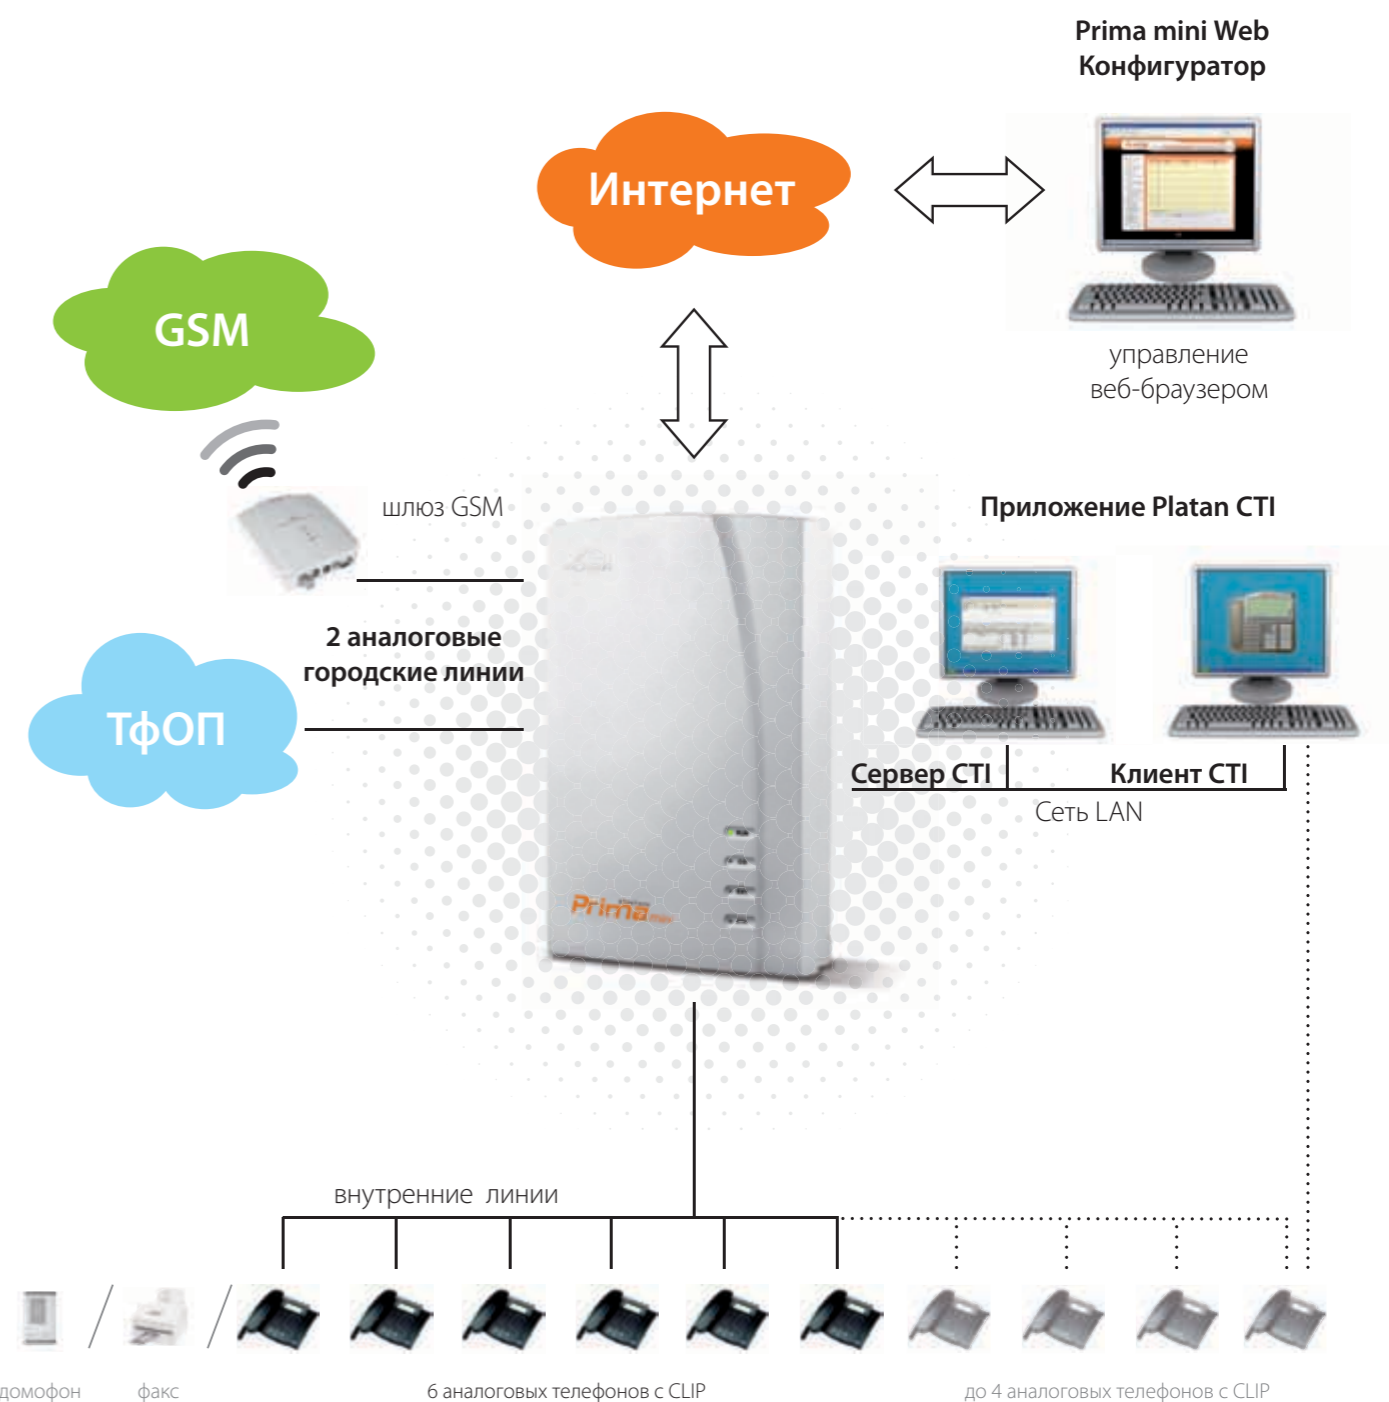 Prima mini Web
Конфигуратор
Интернет
GSM
управление
веб-браузером
шлюз GSM
Приложение Platan CTI
2 аналоговые
городские линии
ТфОП
Сервер CTI
Клиент CTI
Сеть LAN
Prima mini
внутренние линии
домофон
факс
6 аналоговых телефонов с CLIP
до 4 аналоговых телефонов с CLIP